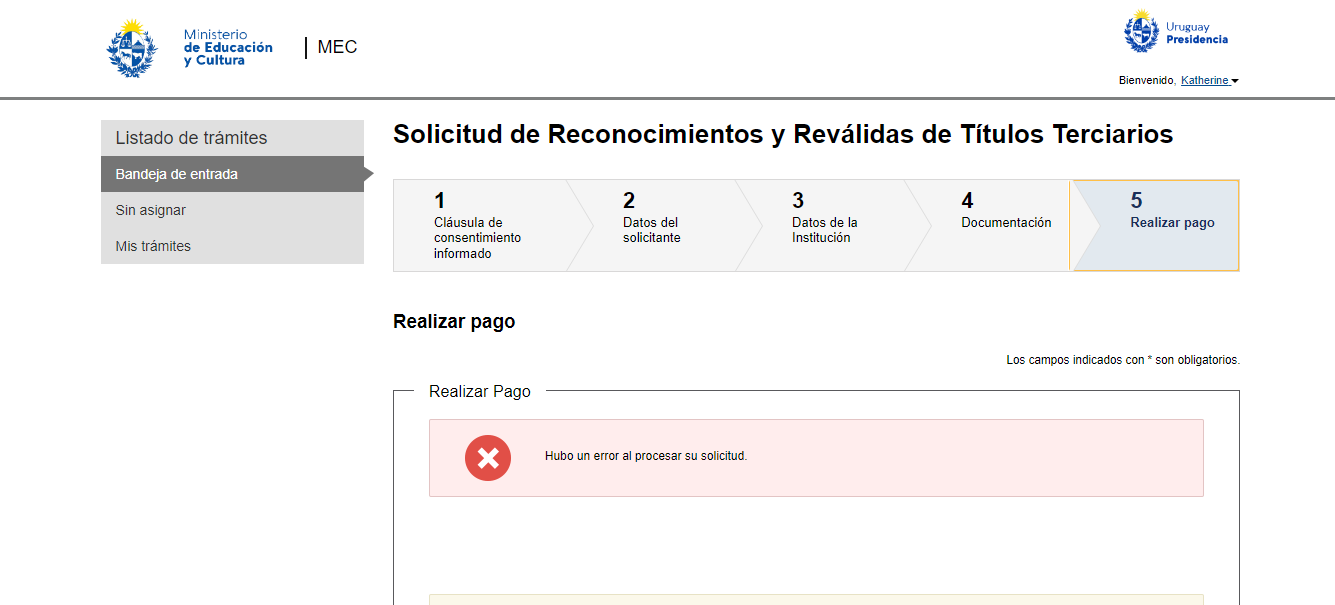 Ministerio
de Educación
y Cultura
MEC
Uruguay
Presidencia
Bienvenido, Katherine
Listado de trámites
Bandeja de entrada
Sin asignar
Mis trámites
Solicitud de Reconocimientos y Reválidas de Títulos Terciarios
1
Cláusula de
consentimiento
informado
2
Datos del
solicitante
3
Datos de la
Institución
4
Documentación
5
Realizar pago
Realizar pago
Los campos indicados con * son obligatorios.
Realizar Pago
Hubo un error al procesar su solicitud.